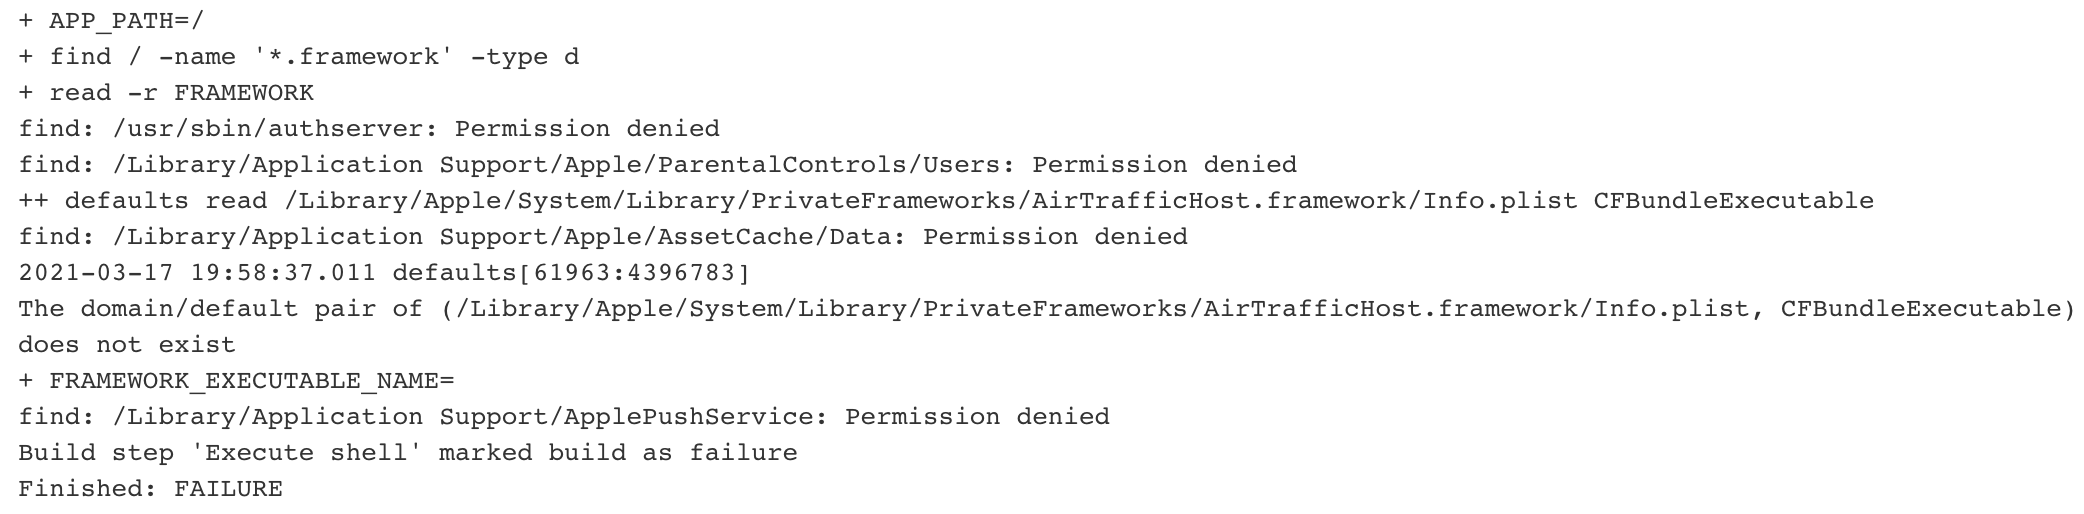 + APP_PATH=/
+ find / -name '*.framework' -type d
+ read -r FRAMEWORK
find: /usr/sbin/authserver: Permission denied
find: /Library/Application Support/Apple/ParentalControls/Users: Permission denied
++ defaults read /Library/Apple/System/Library/PrivateFrameworks/AirTrafficHost.framework/Info.plist CFBundleExecutable
find: /Library/Application Support/Apple/AssetCache/Data: Permission denied
2021-03-17 19:58:37.011 defaults[61963:4396783]
The domain/default pair of (/Library/Apple/System/Library/PrivateFrameworks/AirTrafficHost.framework/Info.plist, CFBundleExecutable)
does not exist
+ FRAMEWORK_EXECUTABLE_NAME=
find: /Library/Application Support/ApplePushService: Permission denied
Build step 'Execute shell' marked build as failure
Finished: FAILURE